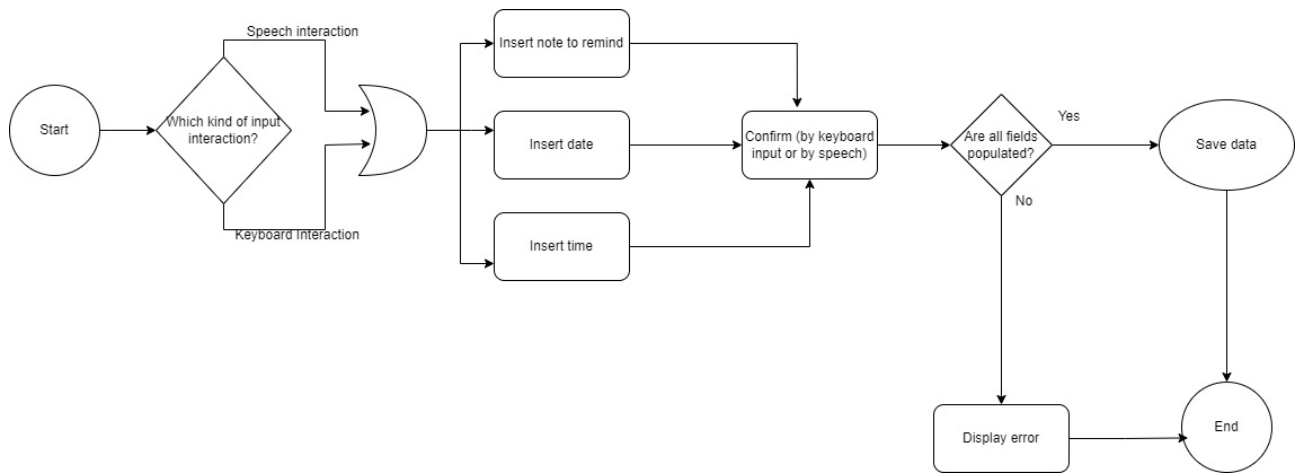 Speech interaction
Start
Which kind of input
interaction?
Keyboard Interaction
Insert note to remind
Insert date
Insert time
Confirm (by keyboard
input or by speech)
Are all fields
populated?
Yes
No
Save data
Display error
End